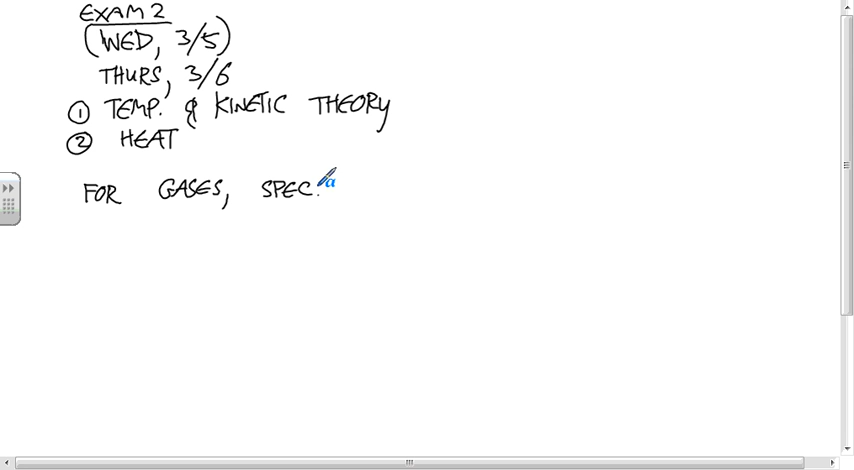 EXAM 2
(WED, 3/5)
THURS, 3/6
① TEMP. & KINETIC THEORY
② HEAT
FOR GASES, SPEC.